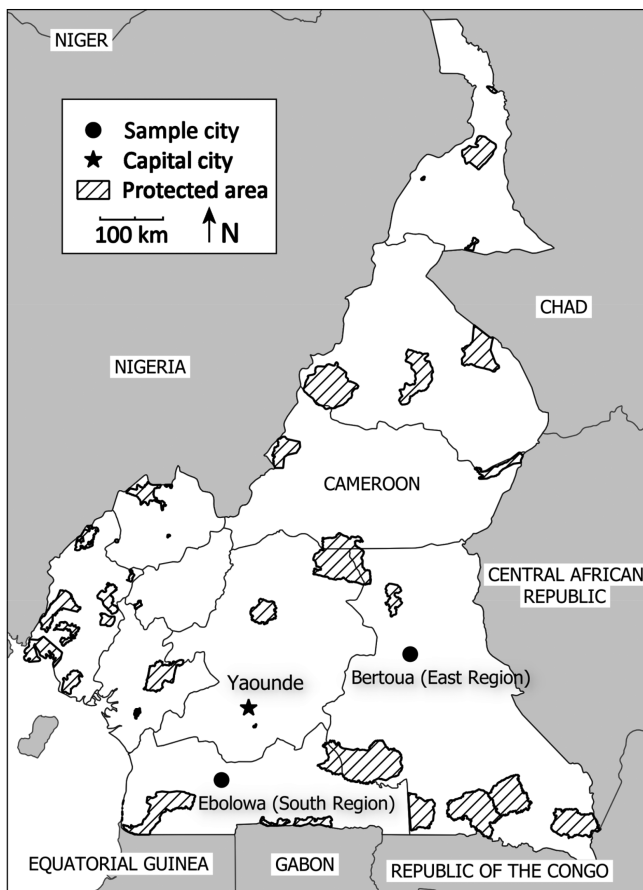 NIGER
Sample city
Capital city
Protected area
100 km
N
CHAD
NIGERIA
CAMEROON
CENTRAL AFRICAN
REPUBLIC
Bertoua (East Region)
Yaounde
Ebolowa (South Region)
EQUATORIAL GUINEA
GABON
REPUBLIC OF THE CONGO